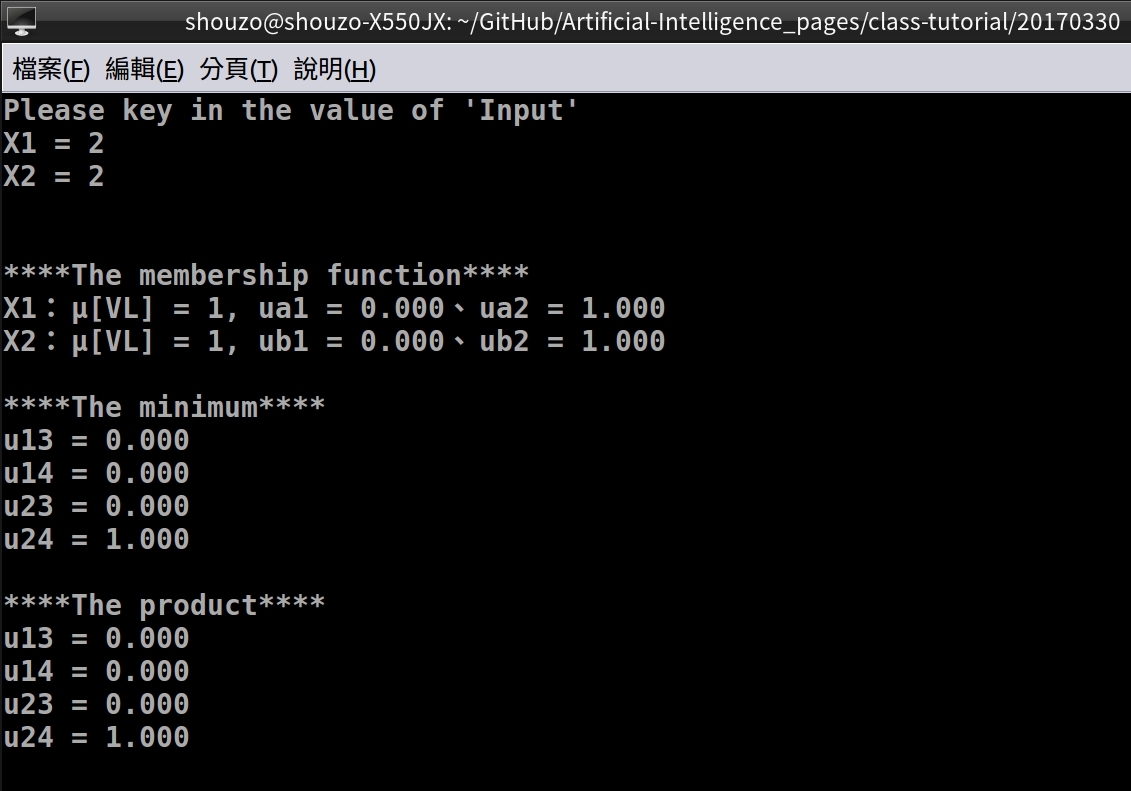 shouzo@shouzo-X550JX: ~/GitHub/Artificial-Intelligence_pages/class-tutorial/20170330
檔案(F) 編輯(E) 分頁(T) 說明(H)
Please key in the value of 'Input'
X1 = 2
X2 = 2
****The membership function****
X1：μ[VL] = 1, ua1 = 0.000、ua2 = 1.000
X2：μ[VL] = 1, ub1 = 0.000、ub2 = 1.000
****The minimum****
u13 = 0.000
u14 = 0.000
u23 = 0.000
u24 = 1.000
****The product****
u13 = 0.000
u14 = 0.000
u23 = 0.000
u24 = 1.000